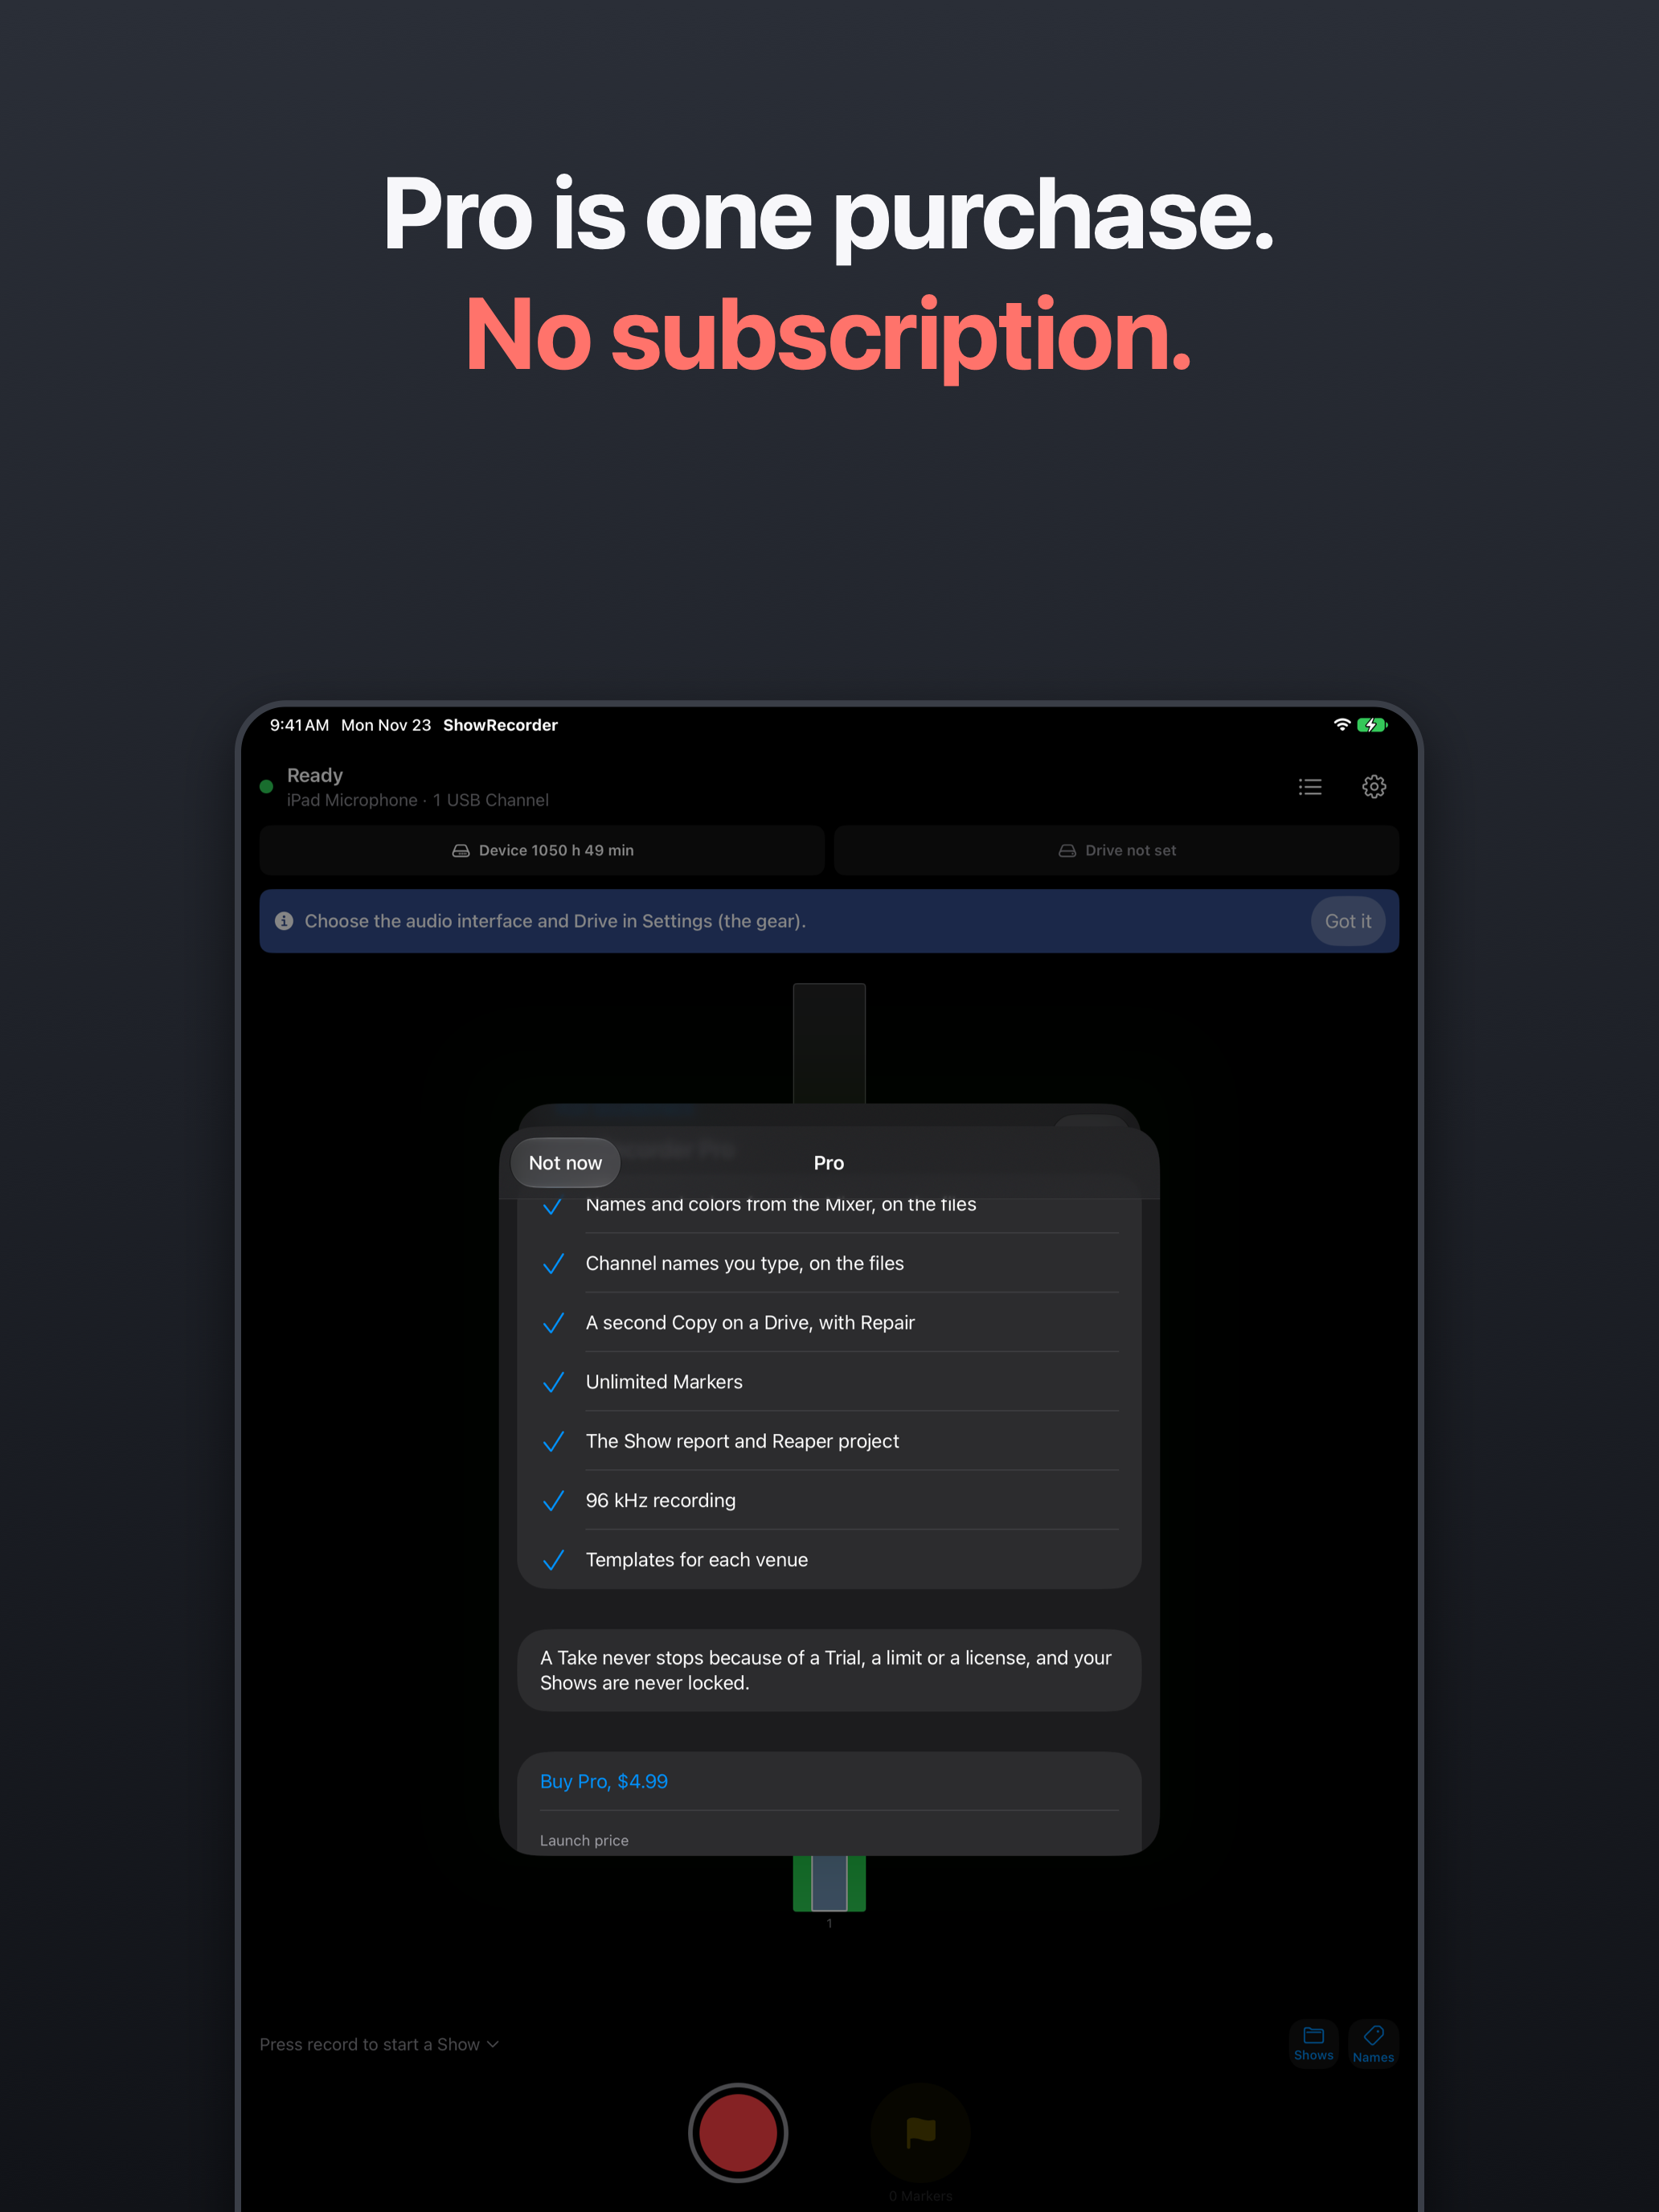 Pro is one purchase.
No subscription.
9:41 AM Mon Nov 23 ShowRecorder
Ready
iPad Microphone · 1 USB Channel
Device 1050 h 49 min
Drive not set
Choose the audio interface and Drive in Settings (the gear).
Got it
Not now
Pro
Names and colors from the Mixer, on the files
Channel names you type, on the files
A second Copy on a Drive, with Repair
Unlimited Markers
The Show report and Reaper project
96 kHz recording
Templates for each venue
A Take never stops because of a Trial, a limit or a license, and your
Shows are never locked.
Buy Pro, $4.99
Launch price
1
Press record to start a Show
Shows
Names
0 Markers